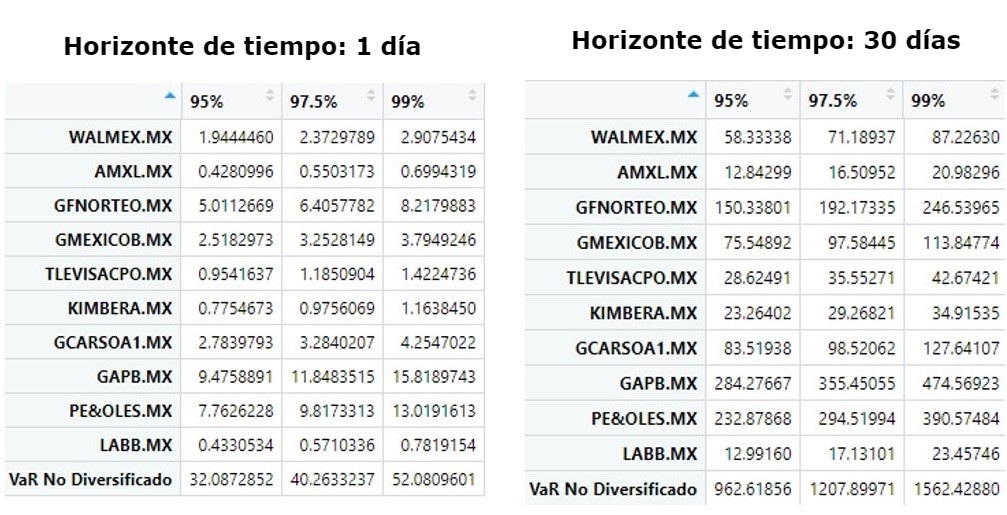 Horizonte de tiempo: 1 día
95% 97.5% 99%
WALMEX.MX 1.9444460 2.3729789 2.9075434
AMXL.MX 0.4280996 0.5503173 0.6994319
GFNORTEO.MX 5.0112669 6.4057782 8.2179883
GMEXICOB.MX 2.5182973 3.2528149 3.7949246
TLEVISACPO.MX 0.9541637 1.1850904 1.4224736
KIMBERA.MX 0.7754673 0.9756069 1.1638450
GCARSOA1.MX 2.7839793 3.2840207 4.2547022
GAPB.MX 9.4758891 11.8483515 15.8189743
PE&OLES.MX 7.7626228 9.8173313 13.0191613
LABB.MX 0.4330534 0.5710336 0.7819154
VaR No Diversificado 32.0872852 40.2633237 52.0809601
Horizonte de tiempo: 30 días
95% 97.5% 99%
WALMEX.MX 58.33338 71.18937 87.22630
AMXL.MX 12.84299 16.50952 20.98296
GFNORTEO.MX 150.33801 192.17335 246.53965
GMEXICOB.MX 75.54892 97.58445 113.84774
TLEVISACPO.MX 28.62491 35.55271 42.67421
KIMBERA.MX 23.26402 29.26821 34.91535
GCARSOA1.MX 83.51938 98.52062 127.64107
GAPB.MX 284.27667 355.45055 474.56923
PE&OLES.MX 232.87868 294.51994 390.57484
LABB.MX 12.99160 17.13101 23.45746
VaR No Diversificado 962.61856 1207.89971 1562.42880